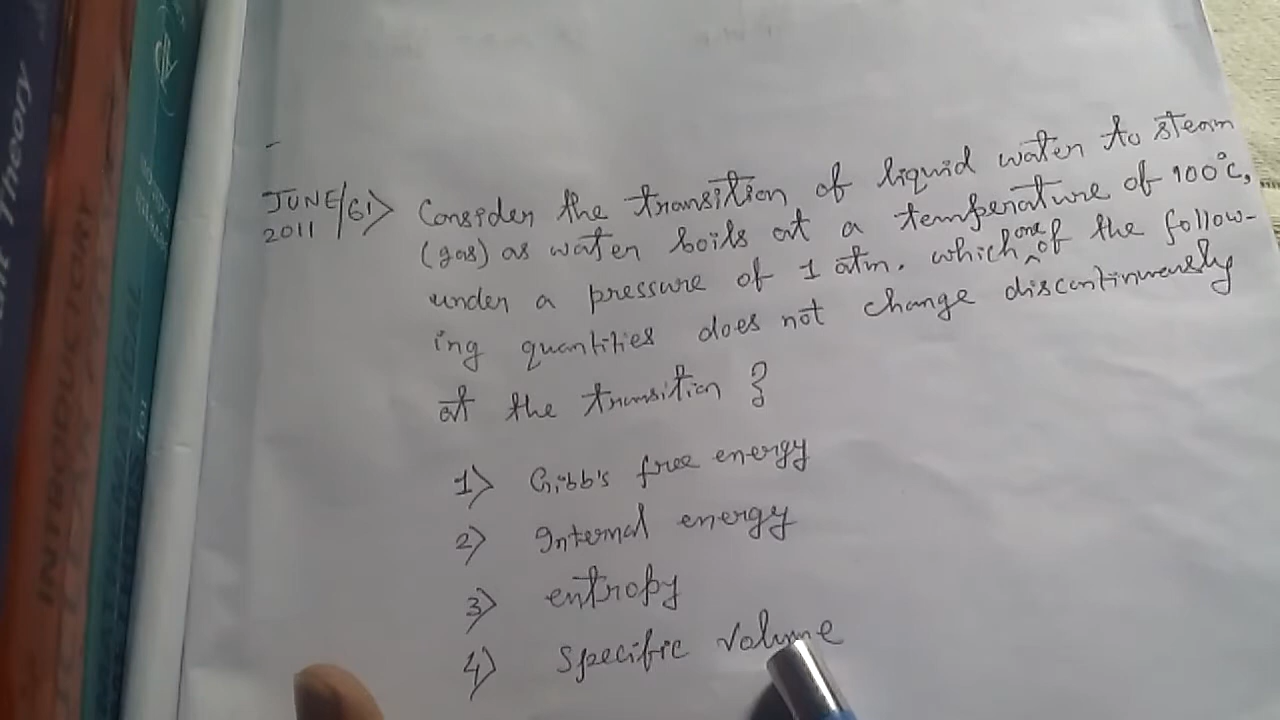 Theory
INTRODUCTORY
JUNE/61>
2011
Consider the transition of liquid water to steam
(gas) as water boils at a temperature of 100°C,
under a pressure of 1 atm. which one of the follow-
ing quantities does not change discontinuously
at the transition ?
1> Gibb's free energy
2> Internal energy
3> entropy
4> Specific Volume